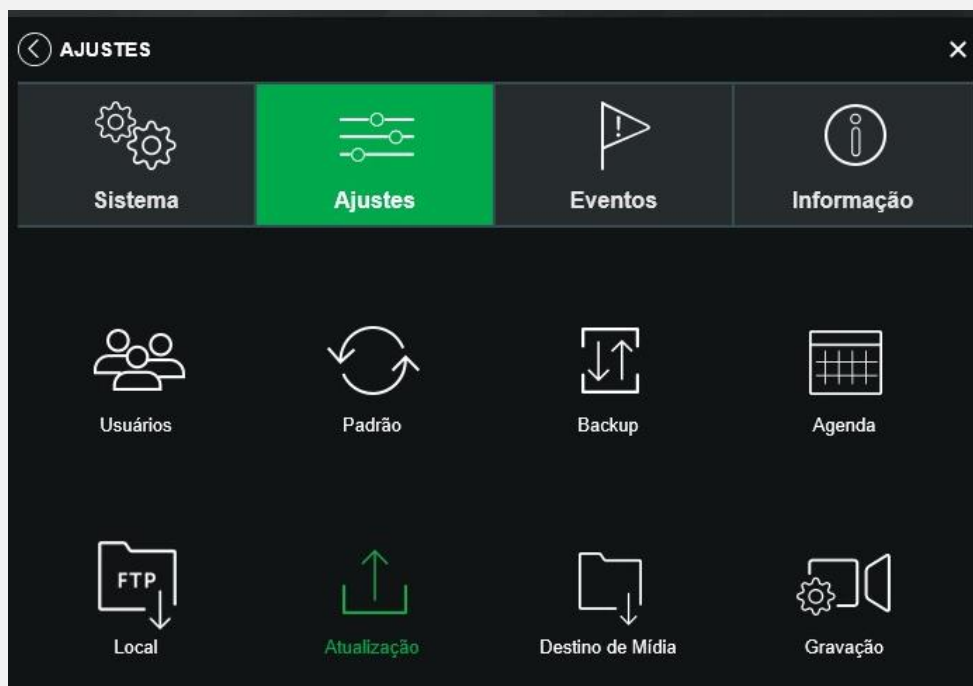 AJUSTES
Sistema
Ajustes
Eventos
Informação
Usuários
Padrão
Backup
Agenda
FTP
Local
Atualização
Destino de Mídia
Gravação